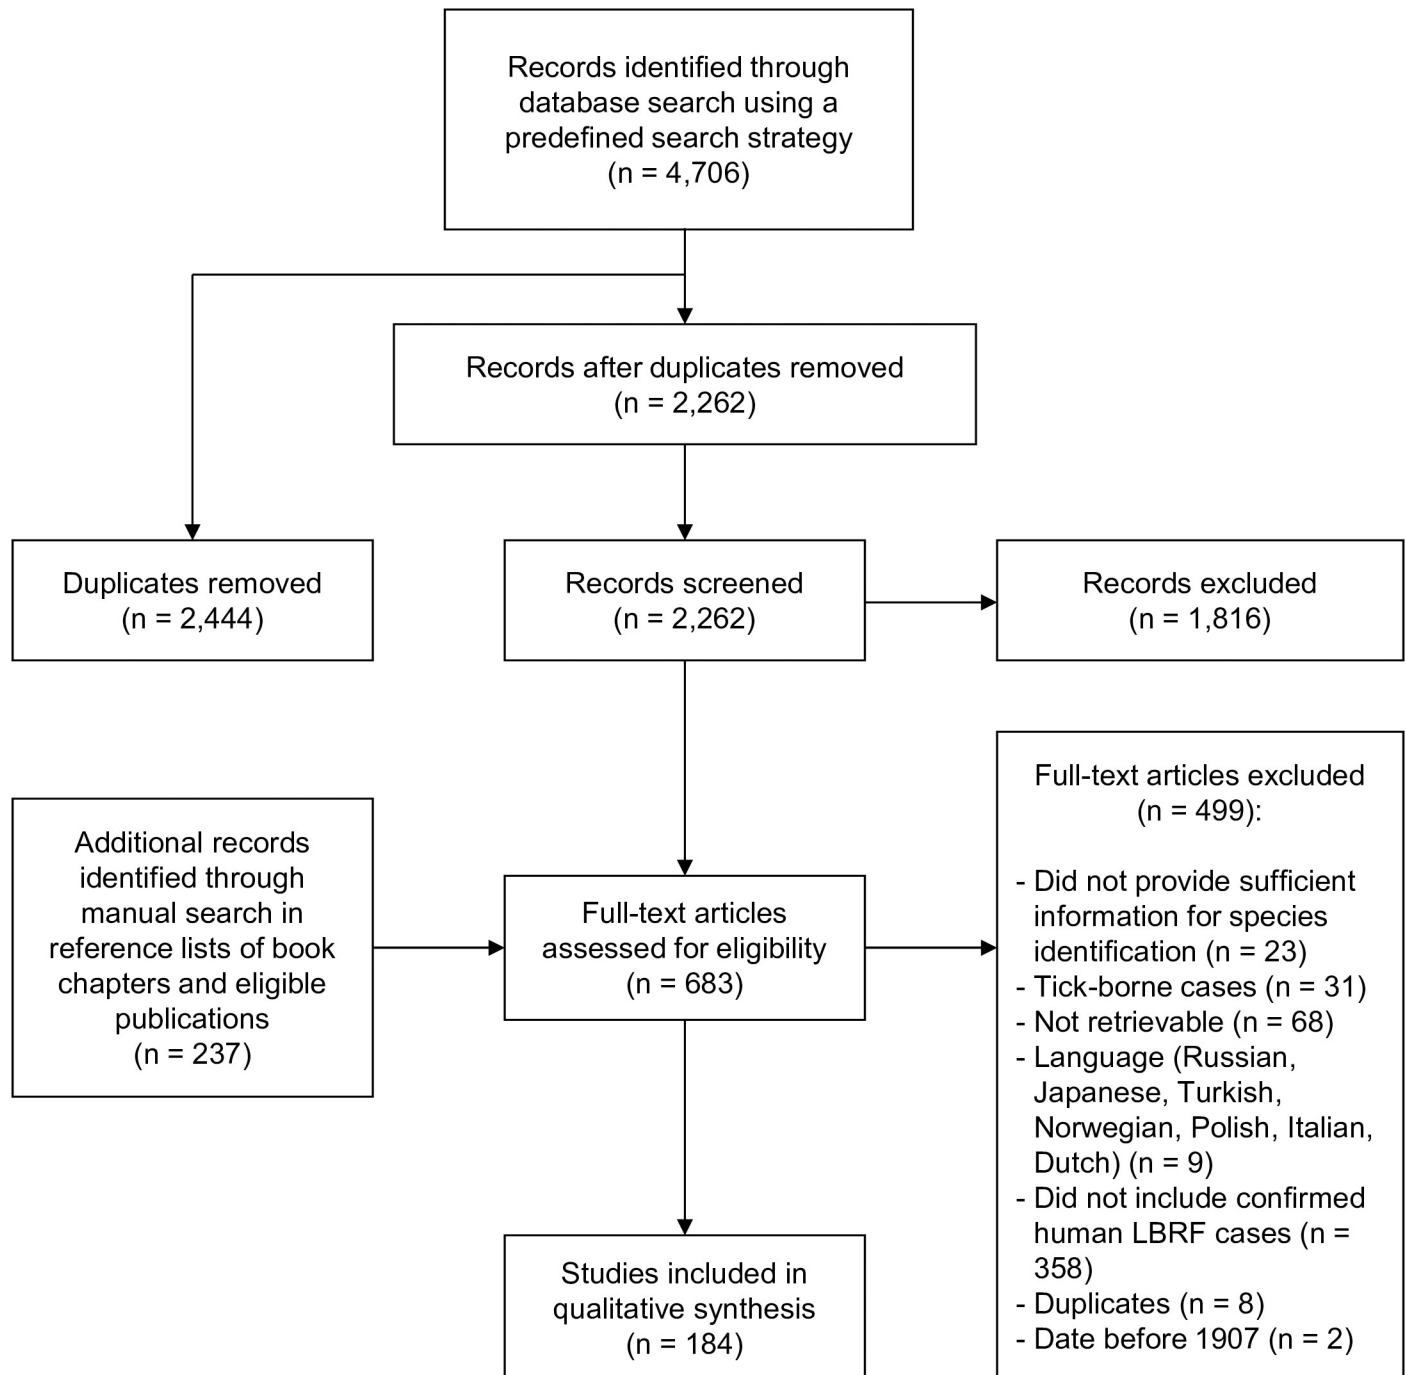 Records identified through
database search using a
predefined search strategy
(n = 4,706)
Records after duplicates removed
(n = 2,262)
Duplicates removed
(n = 2,444)
Records screened
(n = 2,262)
Records excluded
(n = 1,816)
Additional records
identified through
manual search in
reference lists of book
chapters and eligible
publications
(n = 237)
Full-text articles
assessed for eligibility
(n = 683)
Full-text articles excluded
(n = 499):
- Did not provide sufficient
information for species
identification (n = 23)
- Tick-borne cases (n = 31)
- Not retrievable (n = 68)
- Language (Russian,
Japanese, Turkish,
Norwegian, Polish, Italian,
Dutch) (n = 9)
- Did not include confirmed
human LBRF cases (n =
358)
- Duplicates (n = 8)
- Date before 1907 (n = 2)
Studies included in
qualitative synthesis
(n = 184)